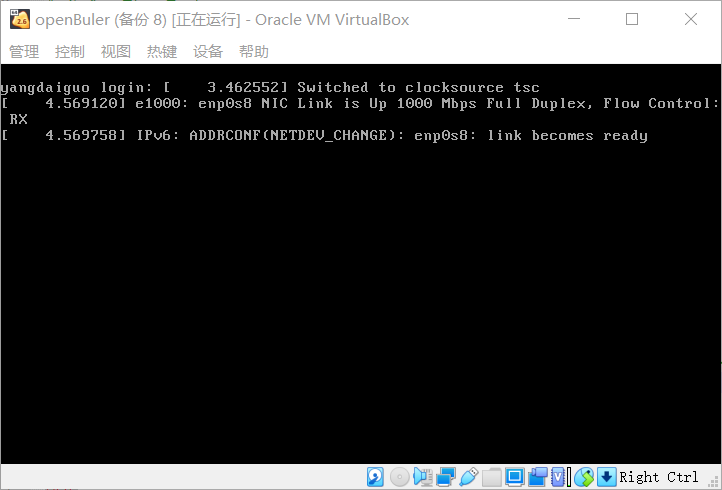 openBuler (备份 8) [正在运行] - Oracle VM VirtualBox
管理 控制 视图 热键 设备 帮助
yangdaiguo login: [    3.462552] Switched to clocksource tsc
[    4.569120] e1000: enp0s8 NIC Link is Up 1000 Mbps Full Duplex, Flow Control:
 RX
[    4.569758] IPv6: ADDRCONF(NETDEV_CHANGE): enp0s8: link becomes ready
Right Ctrl